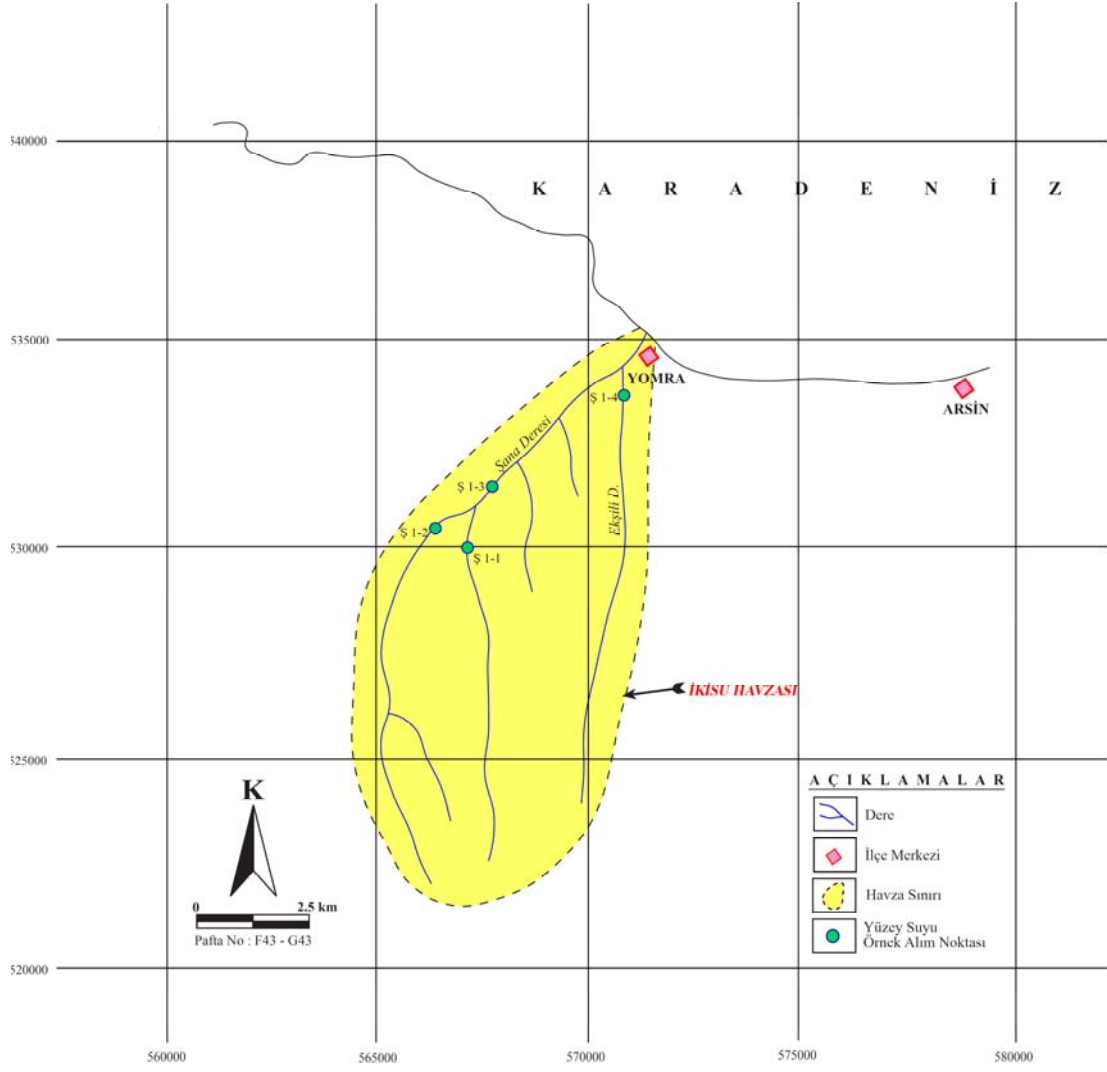 540000
K A R A D E N İ Z
535000
YOMRA
Ş 1-4
ARSİN
Şana Deresi
Ş 1-3
Ekşili D.
Ş 1-2
530000
Ş 1-1
İKİSU HAVZASI
525000
A Ç I K L A M A L A R
K
Dere
İlçe Merkezi
0 2.5 km
Havza Sınırı
Pafta No : F43 - G43
Yüzey Suyu
Örnek Alım Noktası
520000
560000 565000 570000 575000 580000